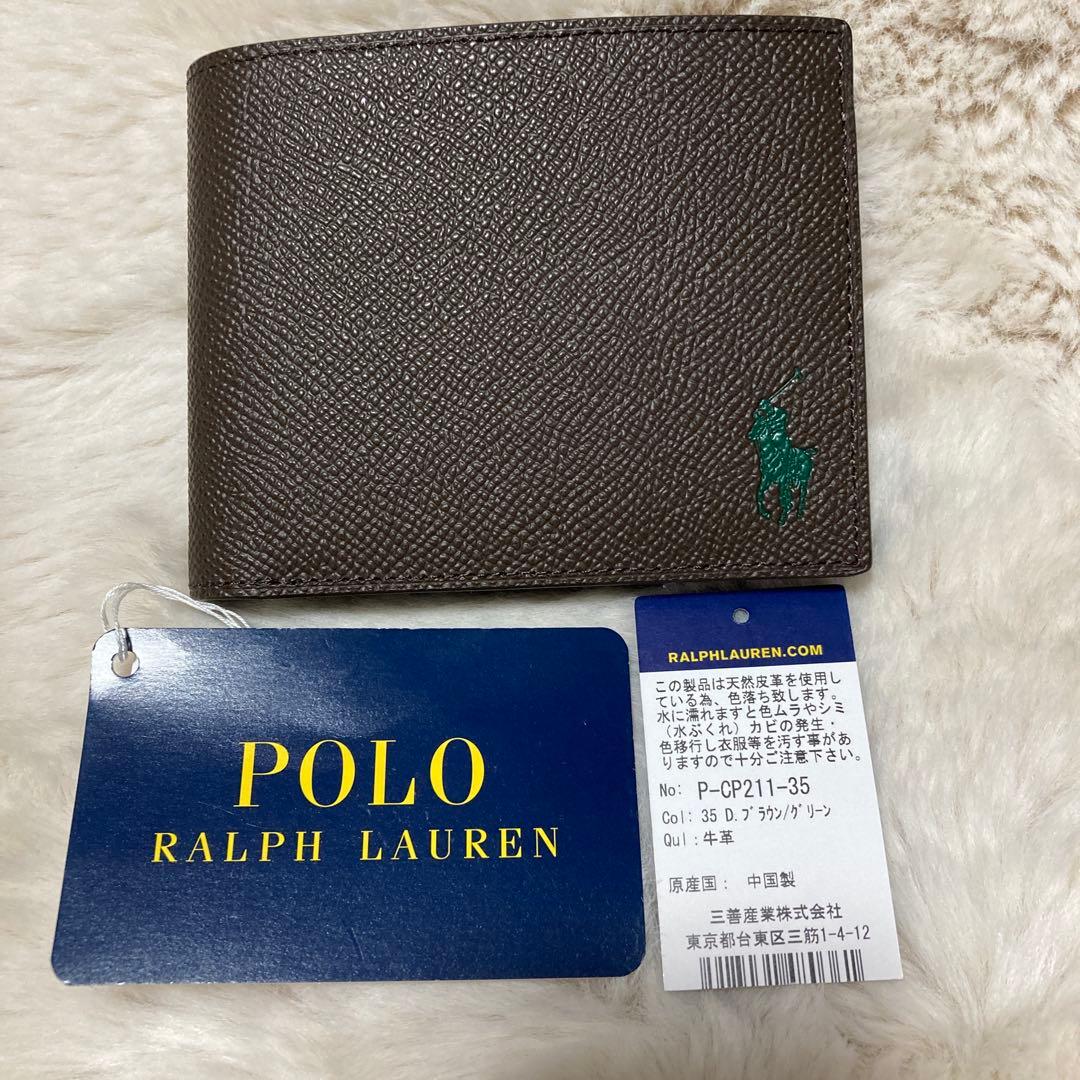 POLO
RALPH LAUREN
RALPHLAUREN.COM
この製品は天然皮革を使用し
ている為、色落ち致します。
水に濡れますと色ムラやシミ
（水ぶくれ）カビの発生・
色移行し衣服等を汚す事があ
りますので十分ご注意下さい。
No: P-CP211-35
Col: 35 D.ﾌﾞﾗｳﾝ/ｸﾞﾘｰﾝ
Qul : 牛革
原産国： 中国製
三善産業株式会社
東京都台東区三筋1-4-12